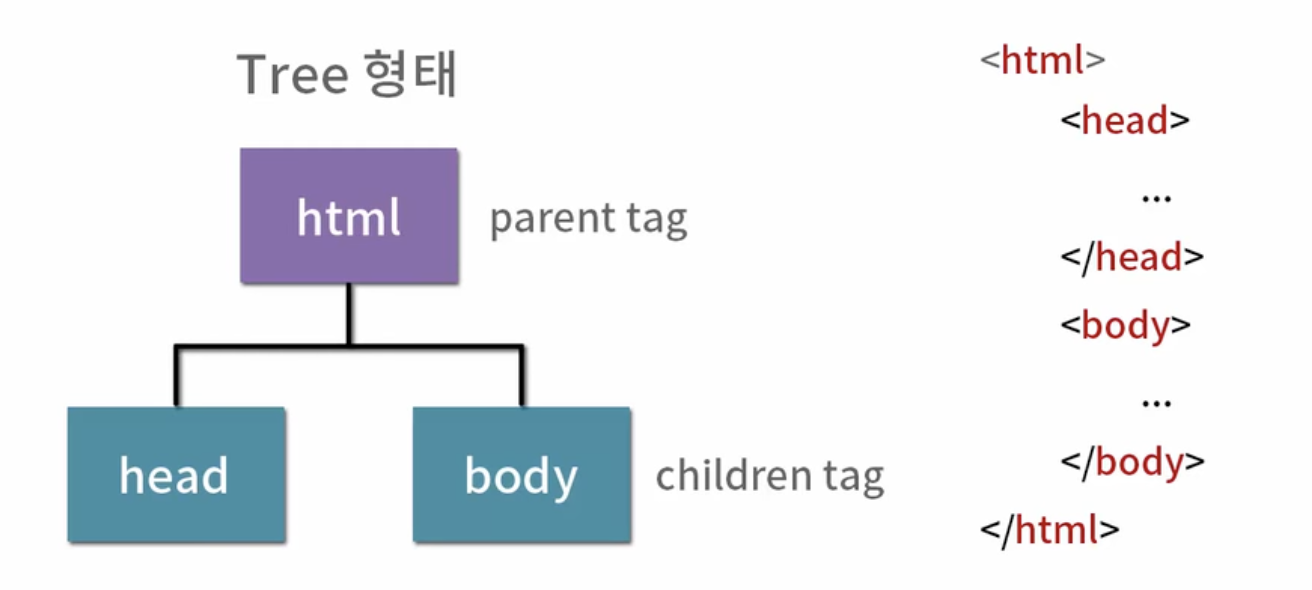 Tree 형태
html
parent tag
head
body
children tag
<html>
<head>
...
</head>
<body>
...
</body>
</html>